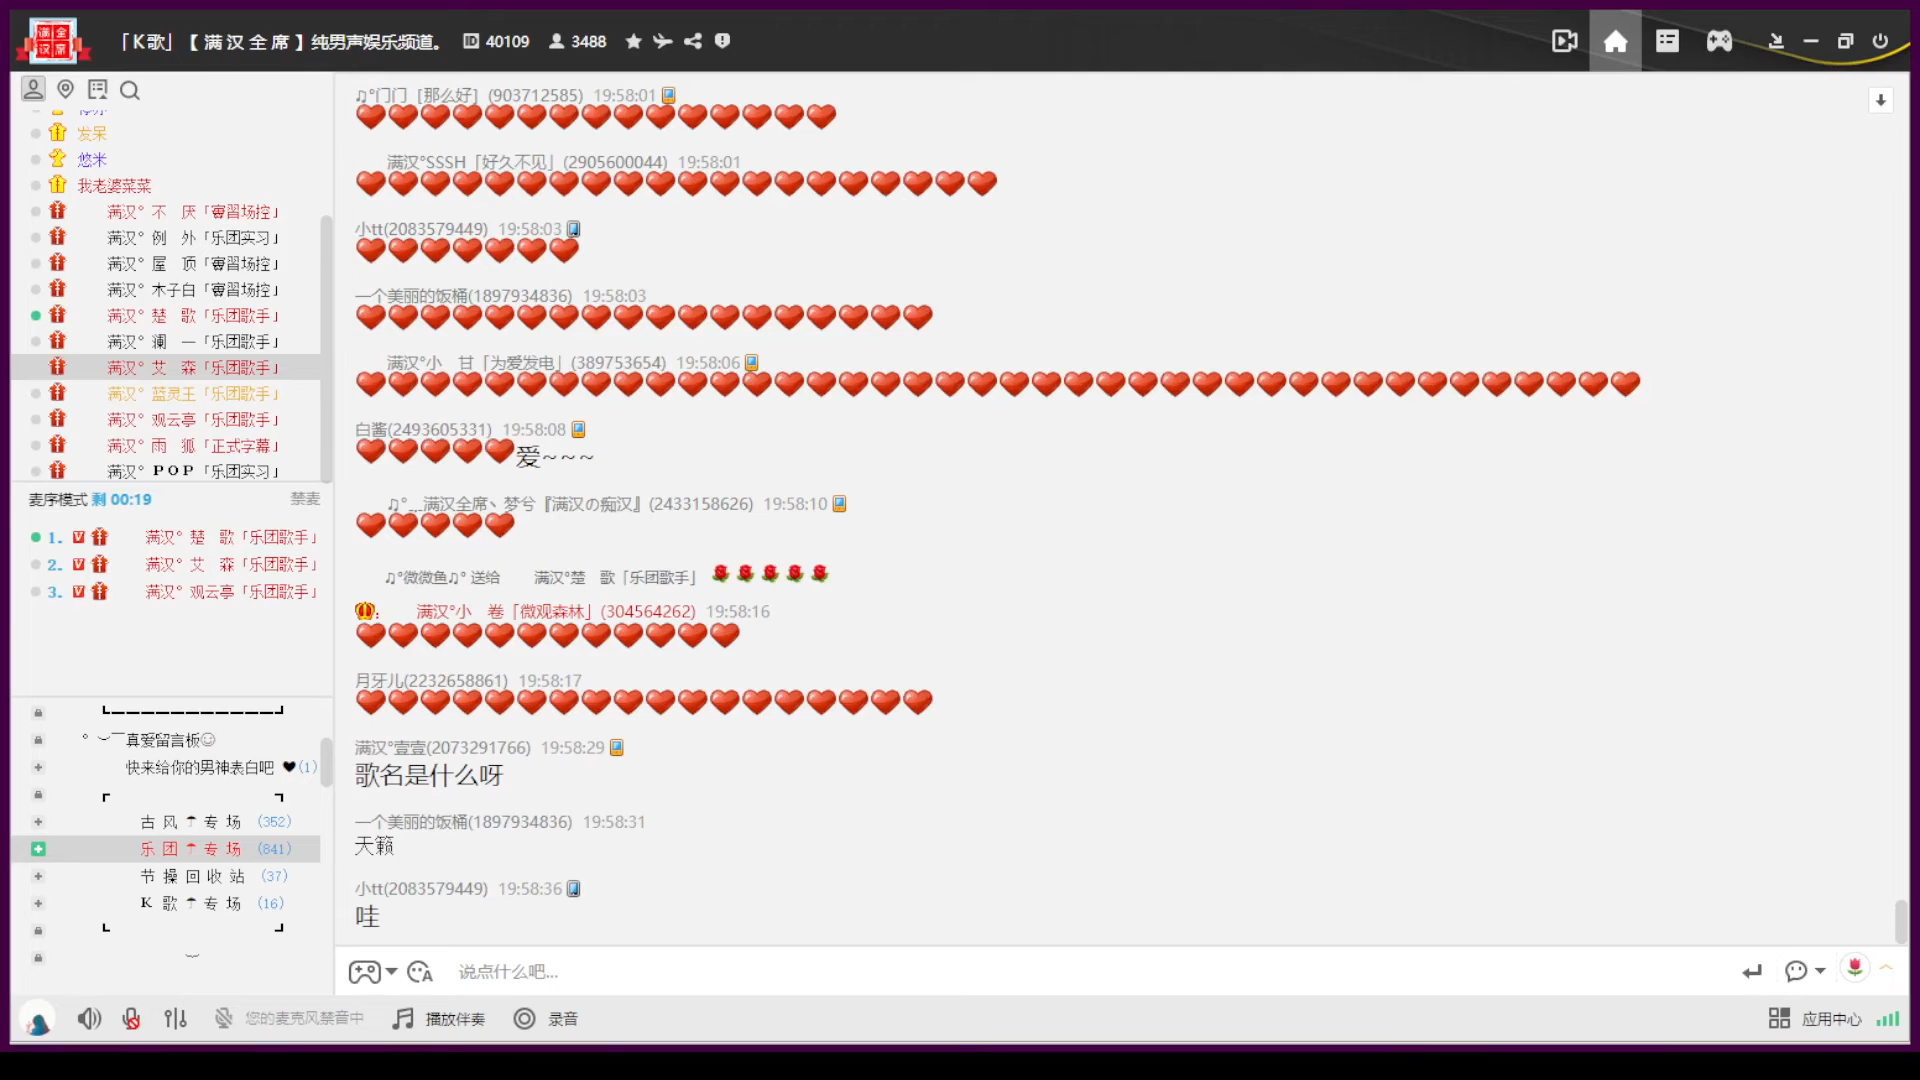 满汉全席
「K歌」【 满 汉 全 席 】纯男声娱乐频道。 ID 40109 3488
发呆
悠米
我老婆菜菜
满汉° 不 厌「實習场控」
满汉° 例 外「乐团实习」
满汉° 屋 顶「實習场控」
满汉° 木子白「實習场控」
满汉° 楚 歌「乐团歌手」
满汉° 澜 一「乐团歌手」
满汉° 艾 森「乐团歌手」
满汉° 蓝灵王「乐团歌手」
满汉° 观云亭「乐团歌手」
满汉° 雨 狐「正式字幕」
满汉° P O P「乐团实习」
麦序模式 剩 00:19 禁麦
1. V 满汉° 楚 歌「乐团歌手」
2. V 满汉° 艾 森「乐团歌手」
3. V 满汉° 观云亭「乐团歌手」
真爱留言板
快来给你的男神表白吧 ❤(1)
古 风 ☂ 专 场 (352)
乐 团 ☂ 专 场 (841)
节 操 回 收 站 (37)
K 歌 ☂ 专 场 (16)
♫°门门［那么好］(903712585) 19:58:01
满汉°SSSH「好久不见」(2905600044) 19:58:01
小tt(2083579449) 19:58:03
一个美丽的饭桶(1897934836) 19:58:03
满汉°小 甘「为爱发电」(389753654) 19:58:06
白酱(2493605331) 19:58:08
爱~~~
♫°﹎满汉全席丶梦兮『满汉の痴汉』(2433158626) 19:58:10
♫°微微鱼♫° 送给 满汉°楚 歌「乐团歌手」
满汉°小 卷「微观森林」(304564262) 19:58:16
月牙儿(2232658861) 19:58:17
满汉°壹壹(2073291766) 19:58:29
歌名是什么呀
一个美丽的饭桶(1897934836) 19:58:31
天籁
小tt(2083579449) 19:58:36
哇
说点什么吧...
您的麦克风禁音中 播放伴奏 录音 应用中心